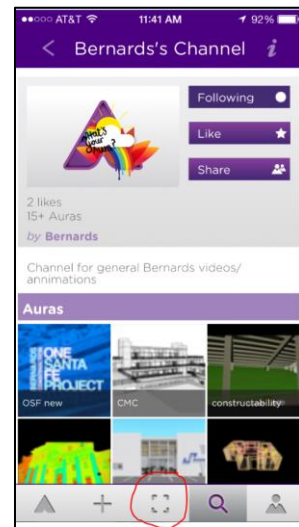 AT&T 11:41 AM 92%
Bernards's Channel
Following
Like
Share
What's Your Aura?
2 likes
15+ Auras
by Bernards
Channel for general Bernards videos/
annimations
Auras
ONE
SANTA
FE
PROJECT
OSF new
CMC
constructability